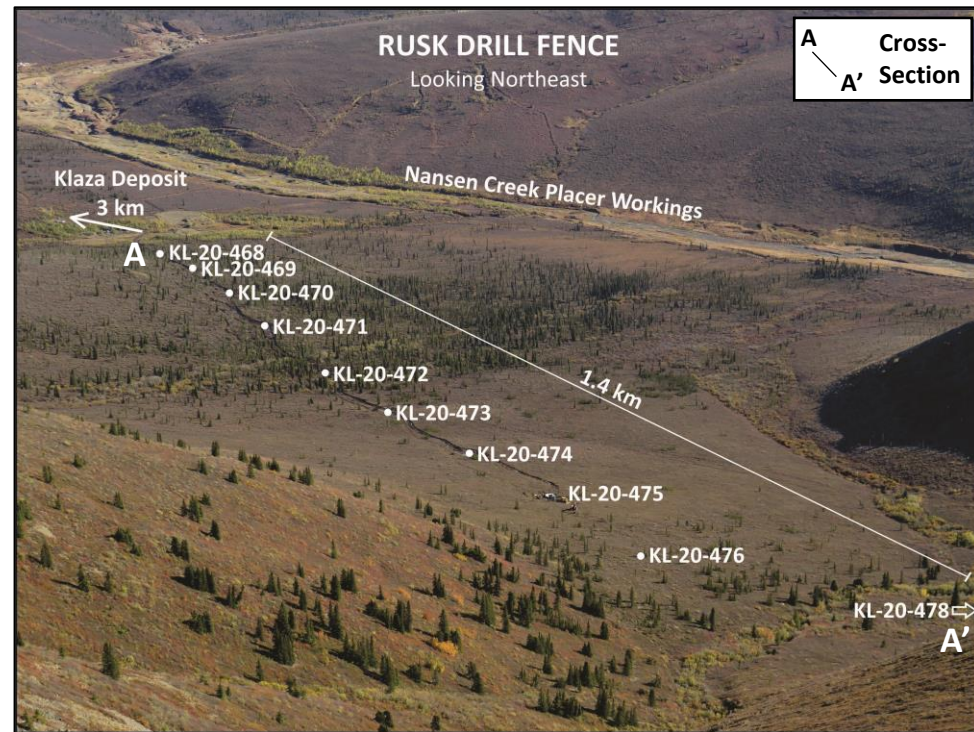 RUSK DRILL FENCE
Looking Northeast
A
A'
Cross-
Section
Nansen Creek Placer Workings
Klaza Deposit
3 km
A
KL-20-468
KL-20-469
KL-20-470
KL-20-471
KL-20-472
1.4 km
KL-20-473
KL-20-474
KL-20-475
KL-20-476
KL-20-478
A'